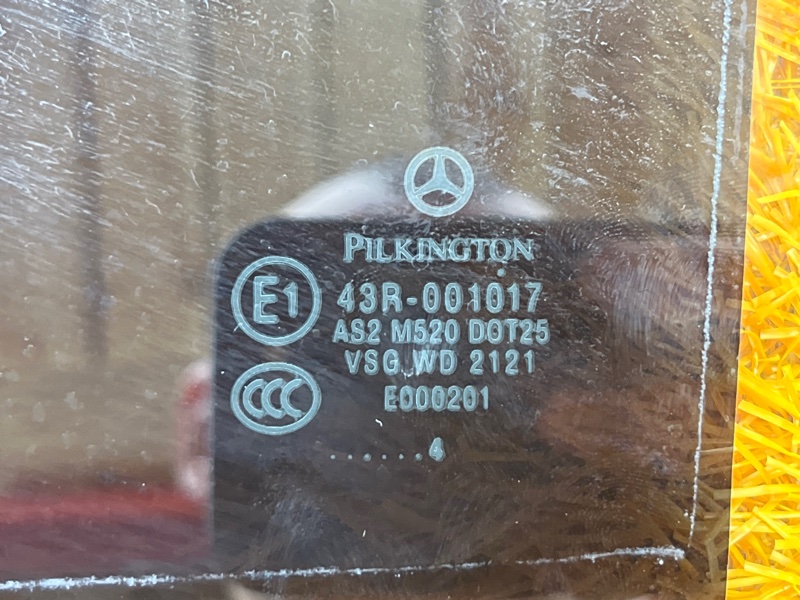 PILKINGTON
E1
43R-001017
AS2 M520 DOT25
VSG WD 2121
CCC
E000201
......4